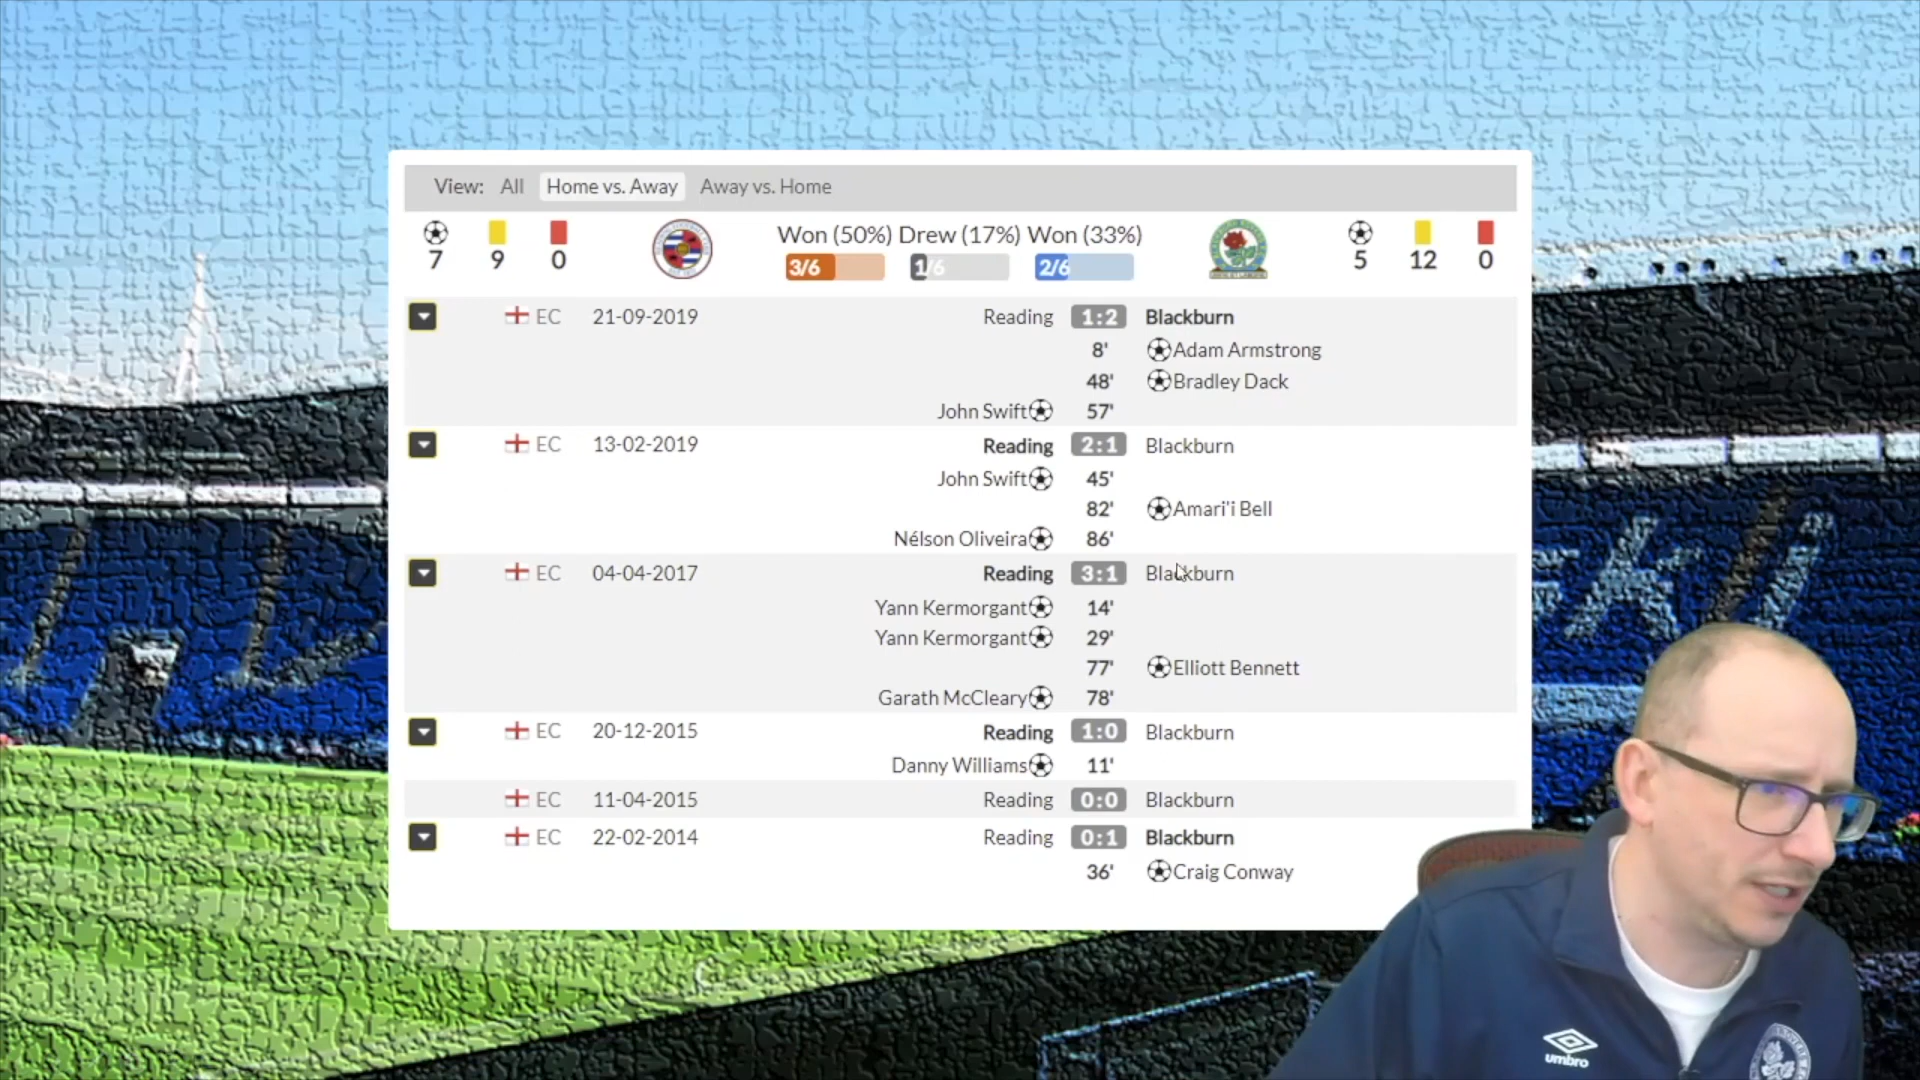 View: All Home vs. Away Away vs. Home
Won (50%) Drew (17%) Won (33%)
7 9 0 3/6 1/6 2/6 5 12 0
EC 21-09-2019 Reading 1:2 Blackburn
8' Adam Armstrong
48' Bradley Dack
John Swift 57'
EC 13-02-2019 Reading 2:1 Blackburn
John Swift 45'
82' Amari'i Bell
Nélson Oliveira 86'
EC 04-04-2017 Reading 3:1 Blackburn
Yann Kermorgant 14'
Yann Kermorgant 29'
77' Elliott Bennett
Garath McCleary 78'
EC 20-12-2015 Reading 1:0 Blackburn
Danny Williams 11'
EC 11-04-2015 Reading 0:0 Blackburn
EC 22-02-2014 Reading 0:1 Blackburn
36' Craig Conway
umbro